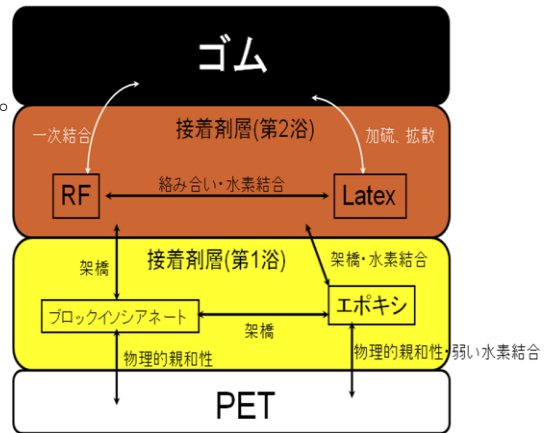 ゴム
。
接着剤層(第2浴)
一次結合
加硫、拡散
絡み合い・水素結合
RF
Latex
接着剤層(第1浴)
架橋・水素結合
架橋
エポキシ
ブロックイソシアネート
架橋
物理的親和性
物理的親和性・弱い水素結合
PET